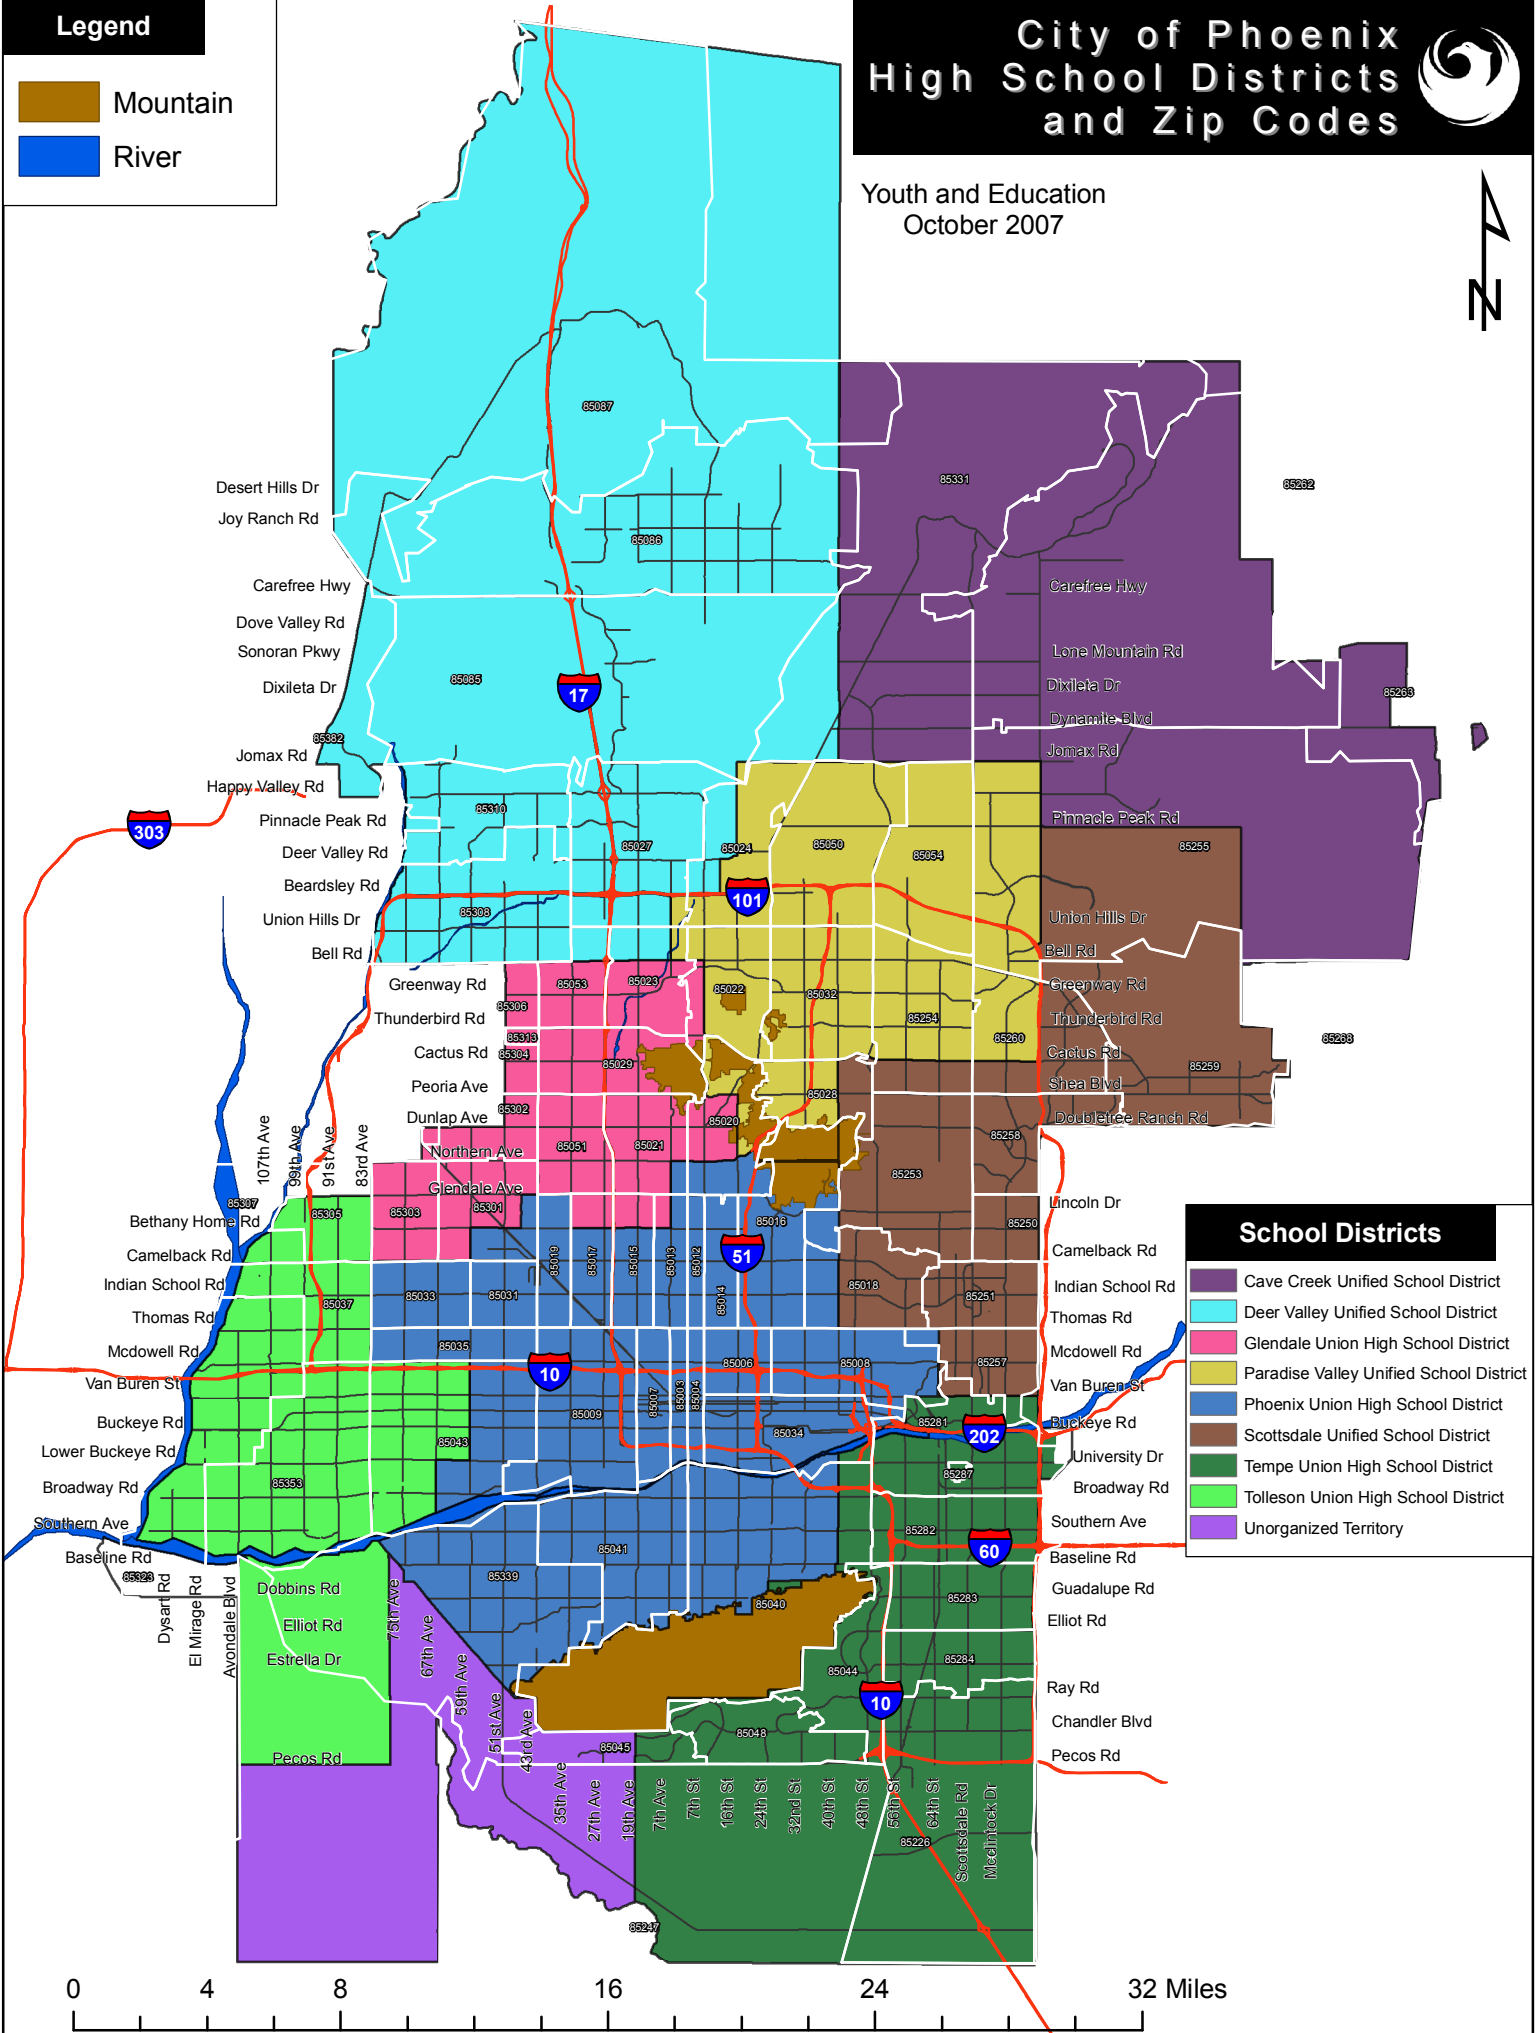 Legend
Mountain
River
City of Phoenix
High School Districts
and Zip Codes
Youth and Education
October 2007
N
85087
Desert Hills Dr
85331
85262
Joy Ranch Rd
85086
Carefree Hwy
Carefree Hwy
Dove Valley Rd
Sonoran Pkwy
Lone Mountain Rd
Dixileta Dr
85085
17
Dixileta Dr
85263
Dynamite Blvd
85382
Jomax Rd
Jomax Rd
Happy Valley Rd
85310
Pinnacle Peak Rd
Pinnacle Peak Rd
303
Deer Valley Rd
85027
85024
85050
85054
85255
Beardsley Rd
101
Union Hills Dr
85308
Union Hills Dr
Bell Rd
Bell Rd
Greenway Rd
85053
85023
85022
85032
Greenway Rd
85306
Thunderbird Rd
85254
Thunderbird Rd
85313
85260
85268
Cactus Rd
85304
Cactus Rd
85029
85259
Peoria Ave
85028
Shea Blvd
Dunlap Ave
85302
85020
Doubletree Ranch Rd
107th Ave
99th Ave
91st Ave
83rd Ave
Northern Ave
85051
85021
85258
Glendale Ave
85253
85307
85305
85303
85301
Lincoln Dr
Bethany Home Rd
85016
85250
Camelback Rd
85019
85017
85015
85013
85012
51
Camelback Rd
Indian School Rd
85037
85033
85031
85014
85018
85251
Indian School Rd
Thomas Rd
Thomas Rd
Mcdowell Rd
85035
85006
85008
85257
Mcdowell Rd
Van Buren St
10
Van Buren St
Buckeye Rd
85009
85007
85003
85004
85034
85281
202
Buckeye Rd
Lower Buckeye Rd
85043
University Dr
Broadway Rd
85353
85287
Broadway Rd
Southern Ave
85282
Southern Ave
Baseline Rd
85041
60
Baseline Rd
85323
85339
Dysart Rd
El Mirage Rd
Avondale Blvd
Dobbins Rd
85040
85283
Guadalupe Rd
Elliot Rd
Elliot Rd
Estrella Dr
75th Ave
67th Ave
59th Ave
51st Ave
43rd Ave
85044
85284
10
Ray Rd
85045
85048
Chandler Blvd
Pecos Rd
Pecos Rd
35th Ave
27th Ave
19th Ave
7th Ave
7th St
16th St
24th St
32nd St
40th St
48th St
56th St
64th St
Scottsdale Rd
Mcclintock Dr
85226
85247
School Districts
Cave Creek Unified School District
Deer Valley Unified School District
Glendale Union High School District
Paradise Valley Unified School District
Phoenix Union High School District
Scottsdale Unified School District
Tempe Union High School District
Tolleson Union High School District
Unorganized Territory
0 4 8 16 24 32 Miles